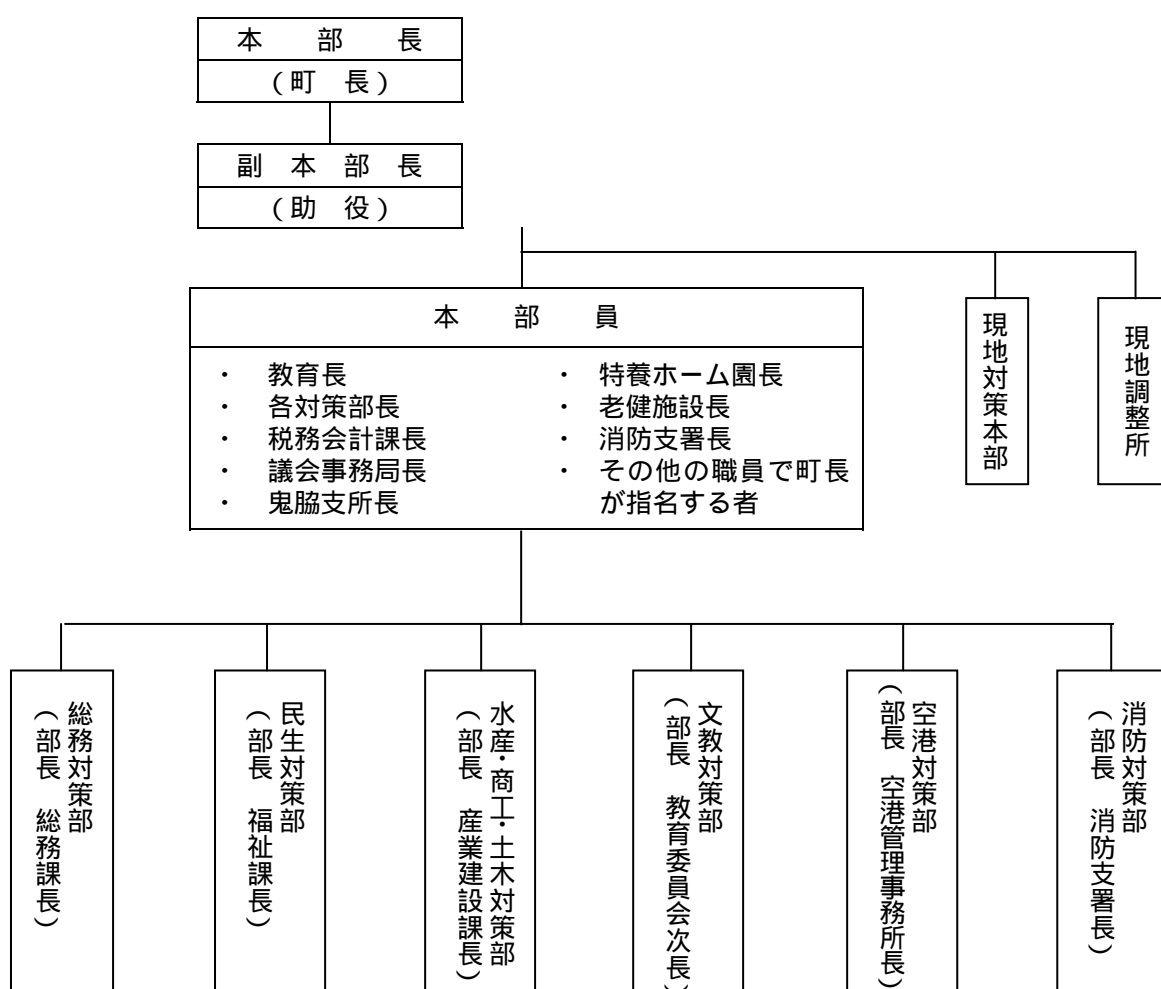 本　部　長
（町　長）
副　本　部　長
（助　役）
本　部　員
・　教育長
・　各対策部長
・　税務会計課長
・　議会事務局長
・　鬼脇支所長
・　特養ホーム園長
・　老健施設長
・　消防支署長
・　その他の職員で町長
が指名する者
現地対策本部
現地調整所
総務対策部
（部長　総務課長）
民生対策部
（部長　福祉課長）
水産・商工・土木対策部
（部長　産業建設課長）
文教対策部
（部長　教育委員会次長）
空港対策部
（部長　空港管理事務所長）
消防対策部
（部長　消防支署長）